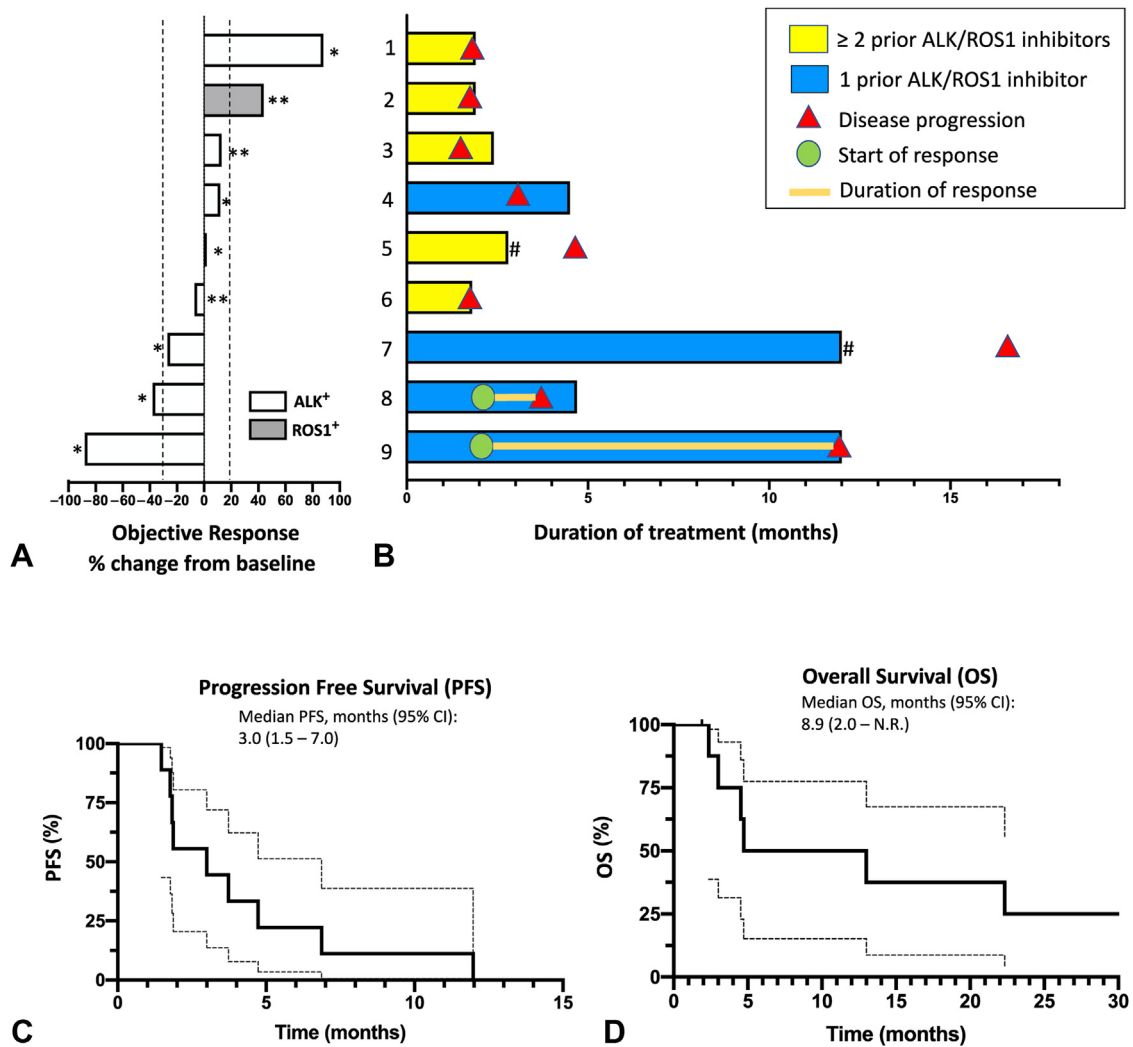 *
**
**
*
*
**
*
*
*
ALK+
ROS1+
−100 −80 −60 −40 −20 0 20 40 60 80 100
Objective Response
% change from baseline
A
1
2
3
4
5 #
6
7 #
8
9
0 5 10 15
Duration of treatment (months)
B
≥ 2 prior ALK/ROS1 inhibitors
1 prior ALK/ROS1 inhibitor
Disease progression
Start of response
Duration of response
Progression Free Survival (PFS)
Median PFS, months (95% CI):
3.0 (1.5 – 7.0)
PFS (%)
100
75
50
25
0
0 5 10 15
Time (months)
C
Overall Survival (OS)
Median OS, months (95% CI):
8.9 (2.0 – N.R.)
OS (%)
100
75
50
25
0
0 5 10 15 20 25 30
Time (months)
D